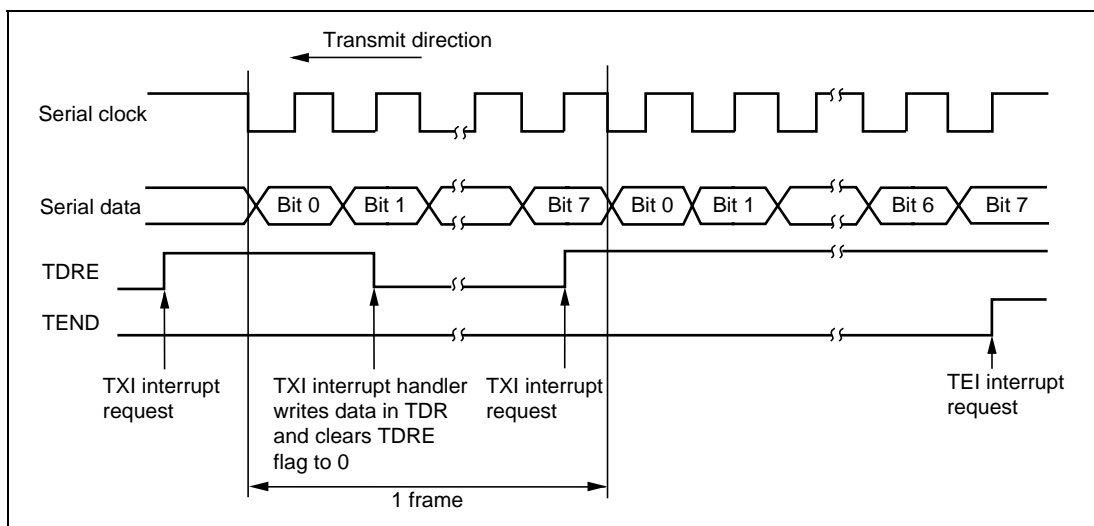 Transmit direction
Serial clock
Serial data
Bit 0
Bit 1
Bit 7
Bit 0
Bit 1
Bit 6
Bit 7
TDRE
TEND
TXI interrupt
request
TXI interrupt handler
writes data in TDR
and clears TDRE
flag to 0
TXI interrupt
request
TEI interrupt
request
1 frame